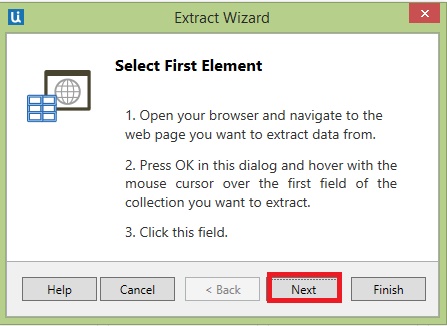 Ui
Extract Wizard
Select First Element
1. Open your browser and navigate to the
web page you want to extract data from.
2. Press OK in this dialog and hover with the
mouse cursor over the first field of the
collection you want to extract.
3. Click this field.
Help Cancel < Back Next Finish